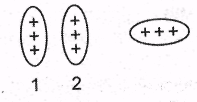 + + + +
+ +
+ + +
1 2